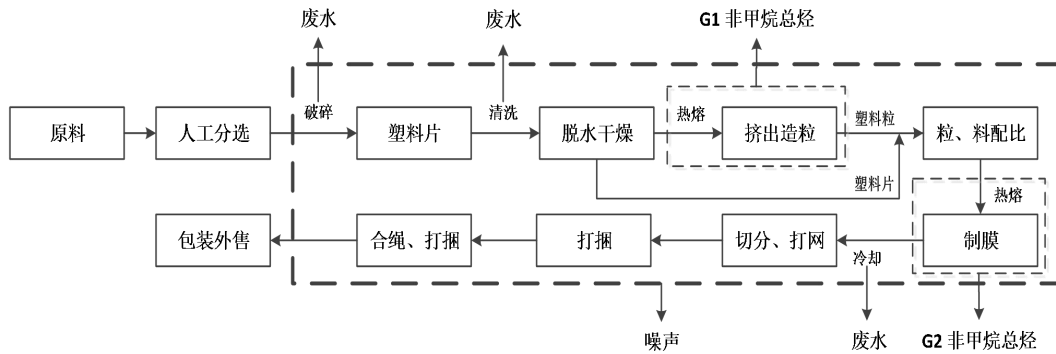 废水
废水
G1 非甲烷总烃
原料
人工分选
破碎
塑料片
清洗
脱水干燥
热熔
挤出造粒
塑料粒
粒、料配比
塑料片
热熔
包装外售
合绳、打捆
打捆
切分、打网
冷却
制膜
噪声
废水
G2 非甲烷总烃